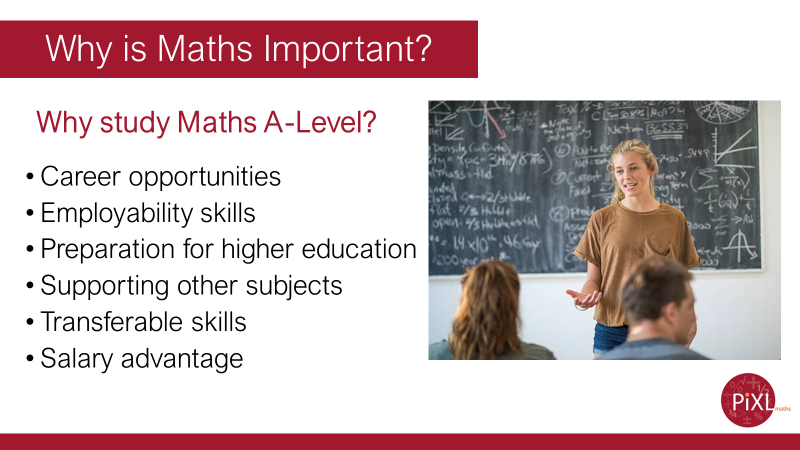 Why is Maths Important?
Why study Maths A-Level?
• Career opportunities
• Employability skills
• Preparation for higher education
• Supporting other subjects
• Transferable skills
• Salary advantage
PiXL
maths